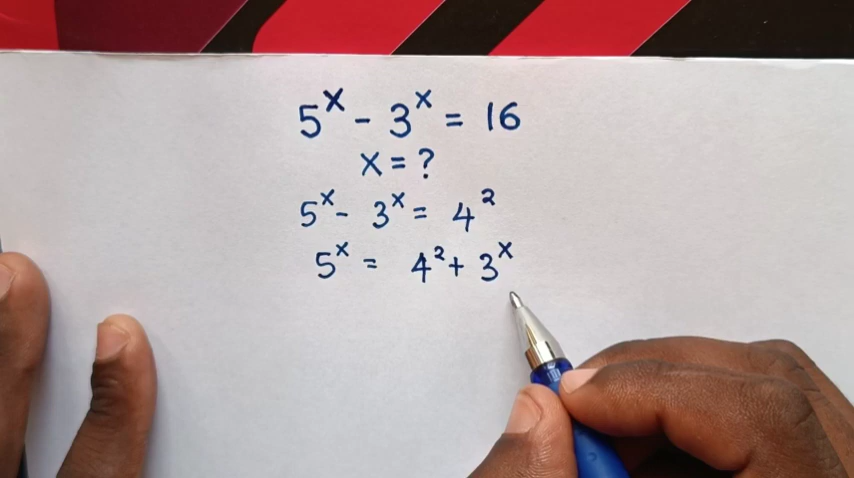 5^x - 3^x = 16
x = ?
5^x - 3^x = 4^2
5^x = 4^2 + 3^x